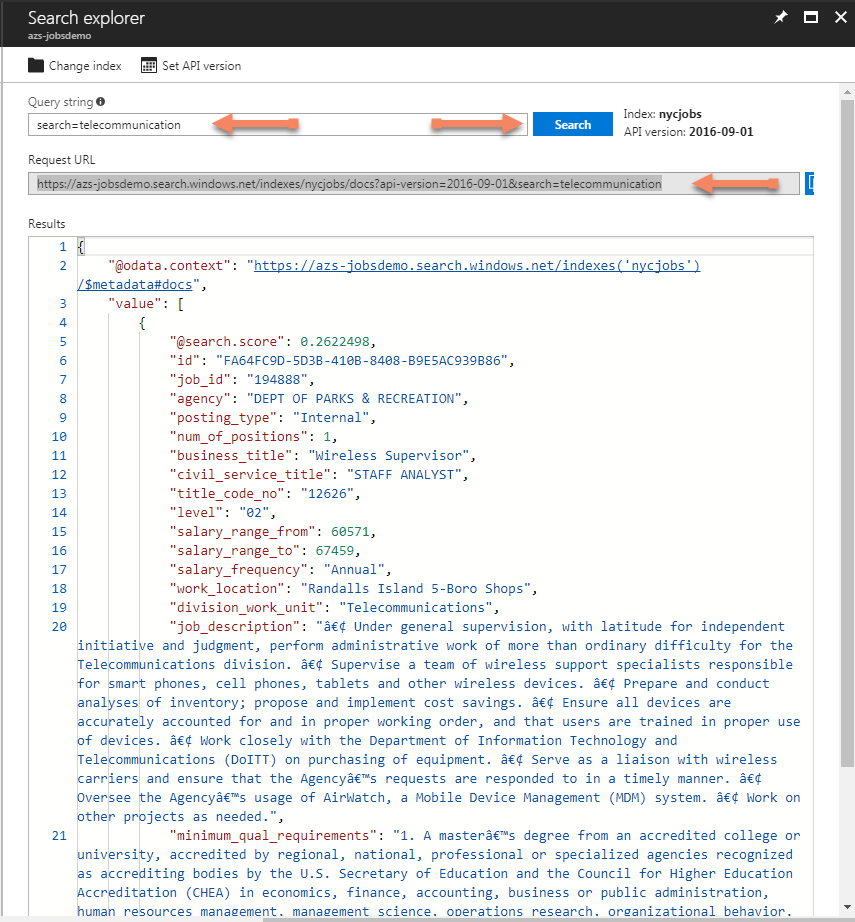 Search explorer
azs-jobsdemo
Change index Set API version
Query string
search=telecommunication
Search
Index: nycjobs
API version: 2016-09-01
Request URL
https://azs-jobsdemo.search.windows.net/indexes/nycjobs/docs?api-version=2016-09-01&search=telecommunication
Results
1 {
2 "@odata.context": "https://azs-jobsdemo.search.windows.net/indexes('nycjobs')
/$metadata#docs",
3 "value": [
4 {
5 "@search.score": 0.2622498,
6 "id": "FA64FC9D-5D3B-410B-8408-B9E5AC939B86",
7 "job_id": "194888",
8 "agency": "DEPT OF PARKS & RECREATION",
9 "posting_type": "Internal",
10 "num_of_positions": 1,
11 "business_title": "Wireless Supervisor",
12 "civil_service_title": "STAFF ANALYST",
13 "title_code_no": "12626",
14 "level": "02",
15 "salary_range_from": 60571,
16 "salary_range_to": 67459,
17 "salary_frequency": "Annual",
18 "work_location": "Randalls Island 5-Boro Shops",
19 "division_work_unit": "Telecommunications",
20 "job_description": "â€¢ Under general supervision, with latitude for independent
initiative and judgment, perform administrative work of more than ordinary difficulty for the
Telecommunications division. â€¢ Supervise a team of wireless support specialists responsible
for smart phones, cell phones, tablets and other wireless devices. â€¢ Prepare and conduct
analyses of inventory; propose and implement cost savings. â€¢ Ensure all devices are
accurately accounted for and in proper working order, and that users are trained in proper use
of devices. â€¢ Work closely with the Department of Information Technology and
Telecommunications (DoITT) on purchasing of equipment. â€¢ Serve as a liaison with wireless
carriers and ensure that the Agencyâ€™s requests are responded to in a timely manner. â€¢
Oversee the Agencyâ€™s usage of AirWatch, a Mobile Device Management (MDM) system. â€¢ Work on
other projects as needed.",
21 "minimum_qual_requirements": "1. A masterâ€™s degree from an accredited college or
university, accredited by regional, national, professional or specialized agencies recognized
as accrediting bodies by the U.S. Secretary of Education and the Council for Higher Education
Accreditation (CHEA) in economics, finance, accounting, business or public administration,
human resources management, management science, operations research, organizational behavior,